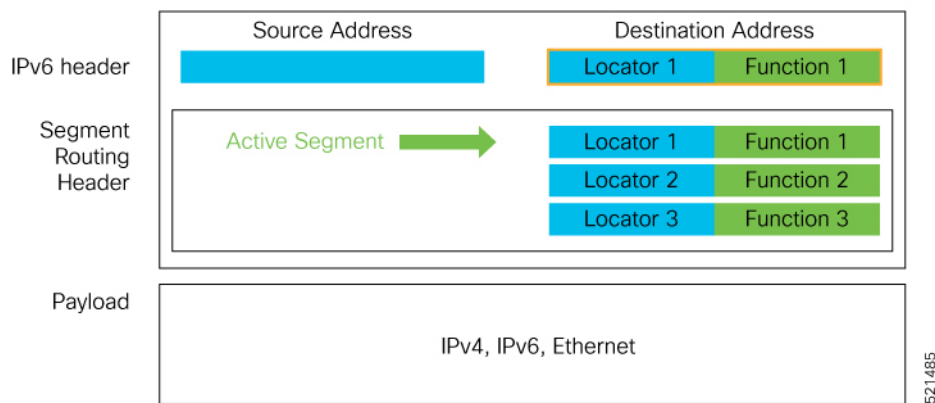 Source Address
Destination Address
IPv6 header
Locator 1
Function 1
Segment
Routing
Header
Active Segment
Locator 1
Function 1
Locator 2
Function 2
Locator 3
Function 3
Payload
IPv4, IPv6, Ethernet
521485